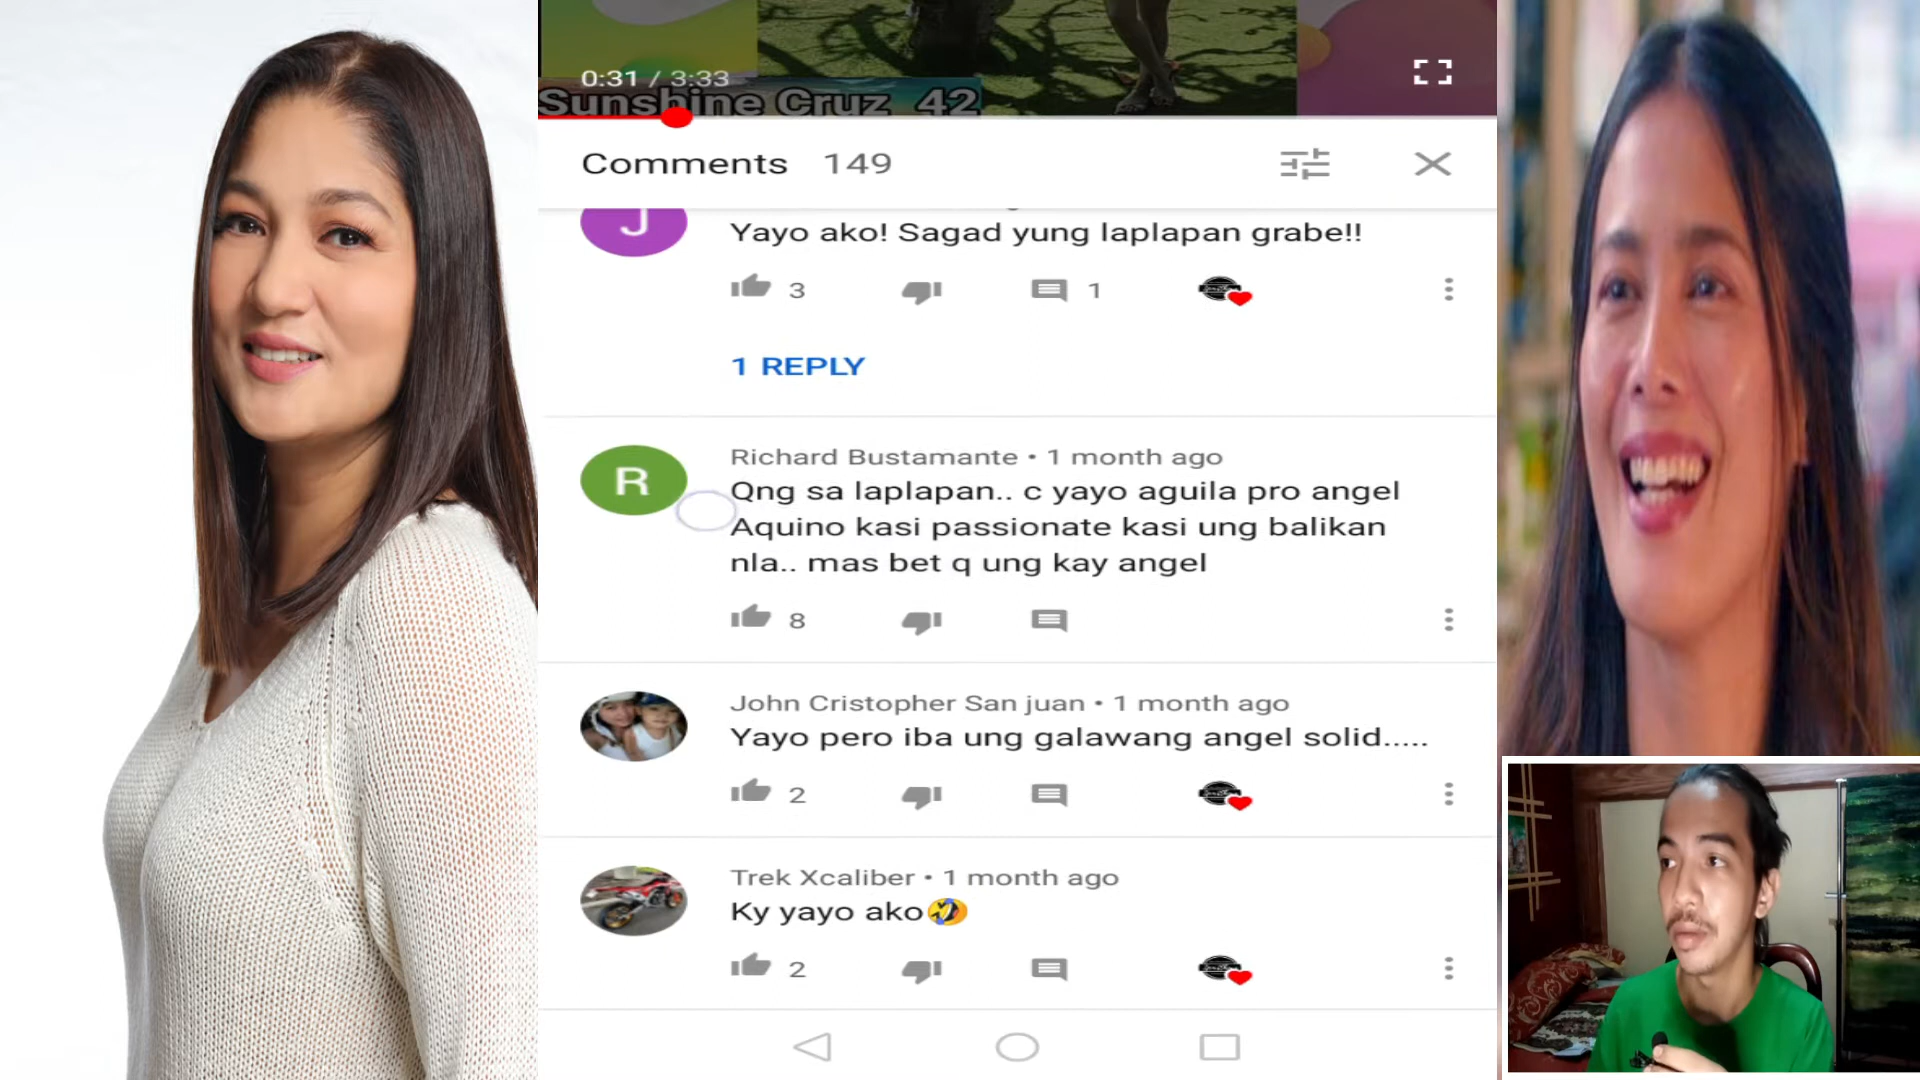 0:31 / 3:33
Sunshine Cruz 42
Comments 149
J
Yayo ako! Sagad yung laplapan grabe!!
3
1
1 REPLY
R
Richard Bustamante • 1 month ago
Qng sa laplapan.. c yayo aguila pro angel
Aquino kasi passionate kasi ung balikan
nla.. mas bet q ung kay angel
8
John Cristopher San juan • 1 month ago
Yayo pero iba ung galawang angel solid.....
2
Trek Xcaliber • 1 month ago
Ky yayo ako🤣
2